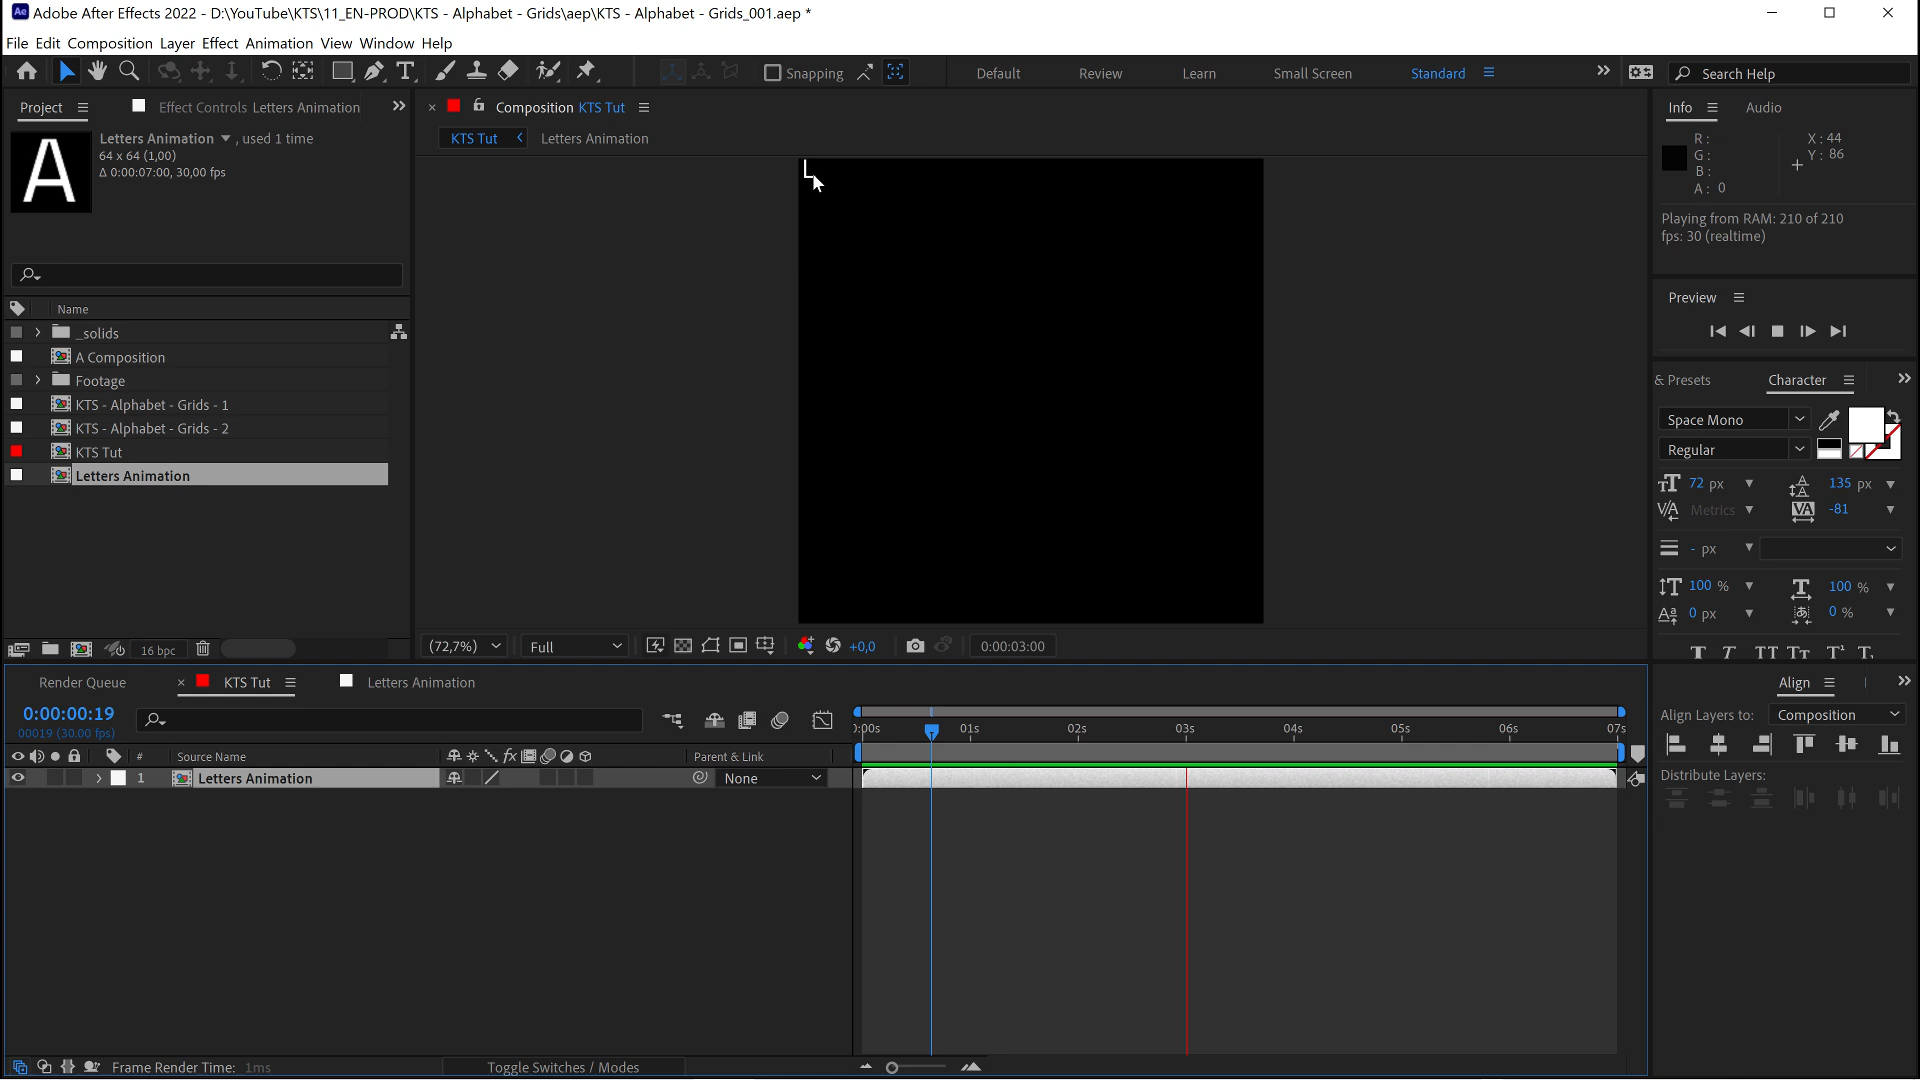 Ae Adobe After Effects 2022 - D:\YouTube\KTS\11_EN-PROD\KTS - Alphabet - Grids\aep\KTS - Alphabet - Grids_001.aep *
File Edit Composition Layer Effect Animation View Window Help
Snapping
Default Review Learn Small Screen Standard
Search Help
Project Effect Controls Letters Animation
A
Letters Animation , used 1 time
64 x 64 (1,00)
Δ 0:00:07:00, 30,00 fps
Name
_solids
A Composition
Footage
KTS - Alphabet - Grids - 1
KTS - Alphabet - Grids - 2
KTS Tut
Letters Animation
16 bpc
× Composition KTS Tut
KTS Tut < Letters Animation
L
(72,7%) Full +0,0 0:00:03:00
Info Audio
R : X : 44
G : Y : 86
B :
A : 0
Playing from RAM: 210 of 210
fps: 30 (realtime)
Preview
& Presets Character
Space Mono
Regular
72 px 135 px
Metrics -81
- px
100 % 100 %
0 px 0 %
Align
Align Layers to: Composition
Distribute Layers:
Render Queue × KTS Tut Letters Animation
0:00:00:19
00019 (30.00 fps)
:00s 01s 02s 03s 04s 05s 06s 07s
# Source Name fx Parent & Link
1 Letters Animation None
Frame Render Time: 1ms Toggle Switches / Modes